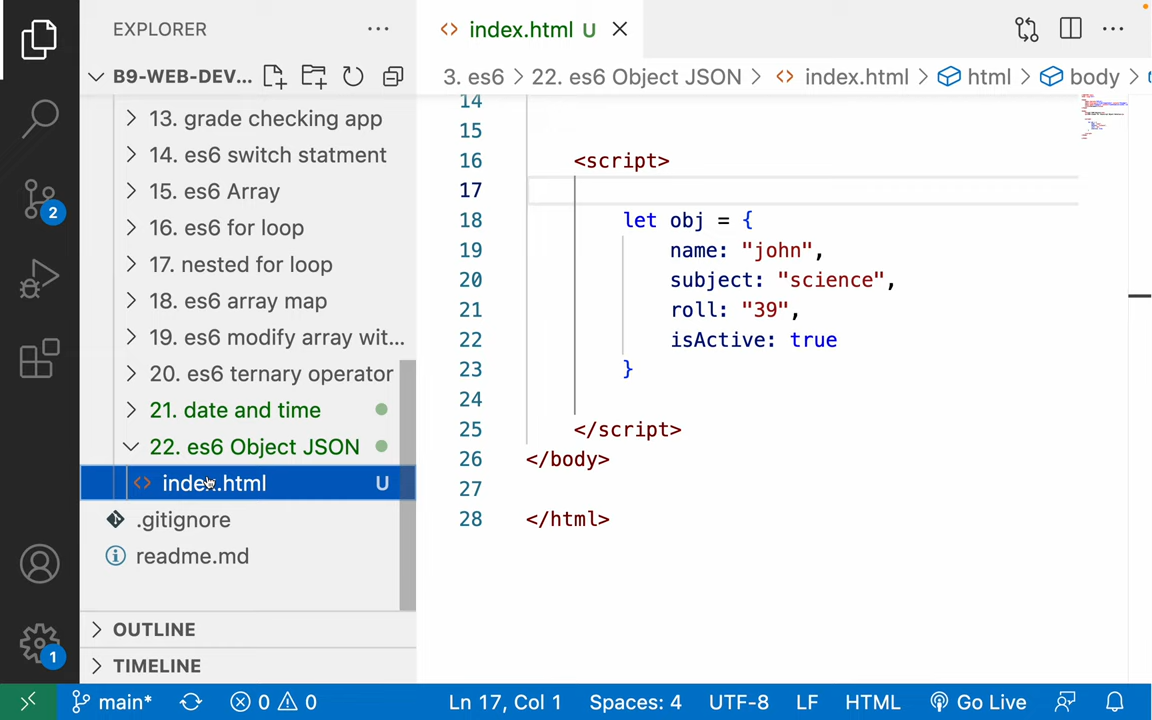 EXPLORER
B9-WEB-DEV...
13. grade checking app
14. es6 switch statment
15. es6 Array
16. es6 for loop
17. nested for loop
18. es6 array map
19. es6 modify array wit...
20. es6 ternary operator
21. date and time
22. es6 Object JSON
index.html U
.gitignore
readme.md
OUTLINE
TIMELINE
index.html U
3. es6 > 22. es6 Object JSON > index.html > html > body >
14
15
16 <script>
17
18 let obj = {
19 name: "john",
20 subject: "science",
21 roll: "39",
22 isActive: true
23 }
24
25 </script>
26 </body>
27
28 </html>
2
1
main* 0 0 Ln 17, Col 1 Spaces: 4 UTF-8 LF HTML Go Live